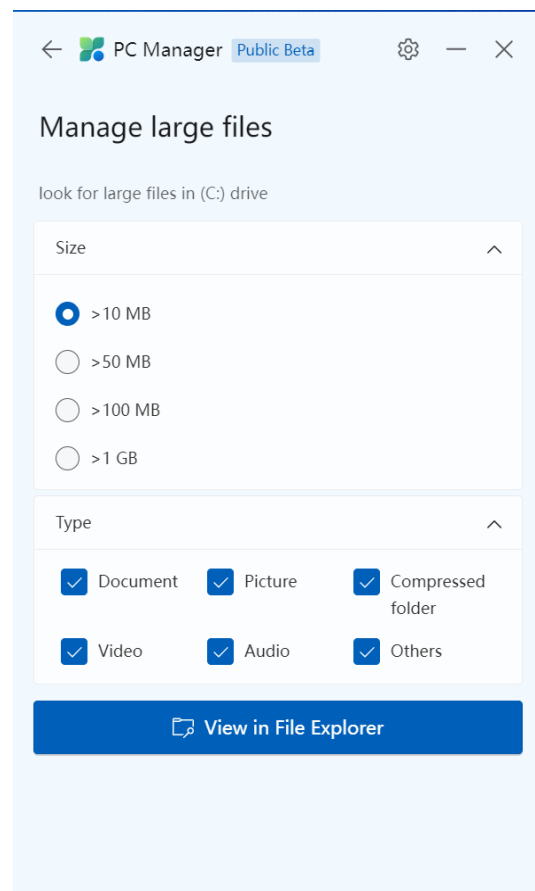 PC Manager Public Beta
Manage large files
look for large files in (C:) drive
Size
>10 MB
>50 MB
>100 MB
>1 GB
Type
Document Picture Compressed folder
Video Audio Others
View in File Explorer